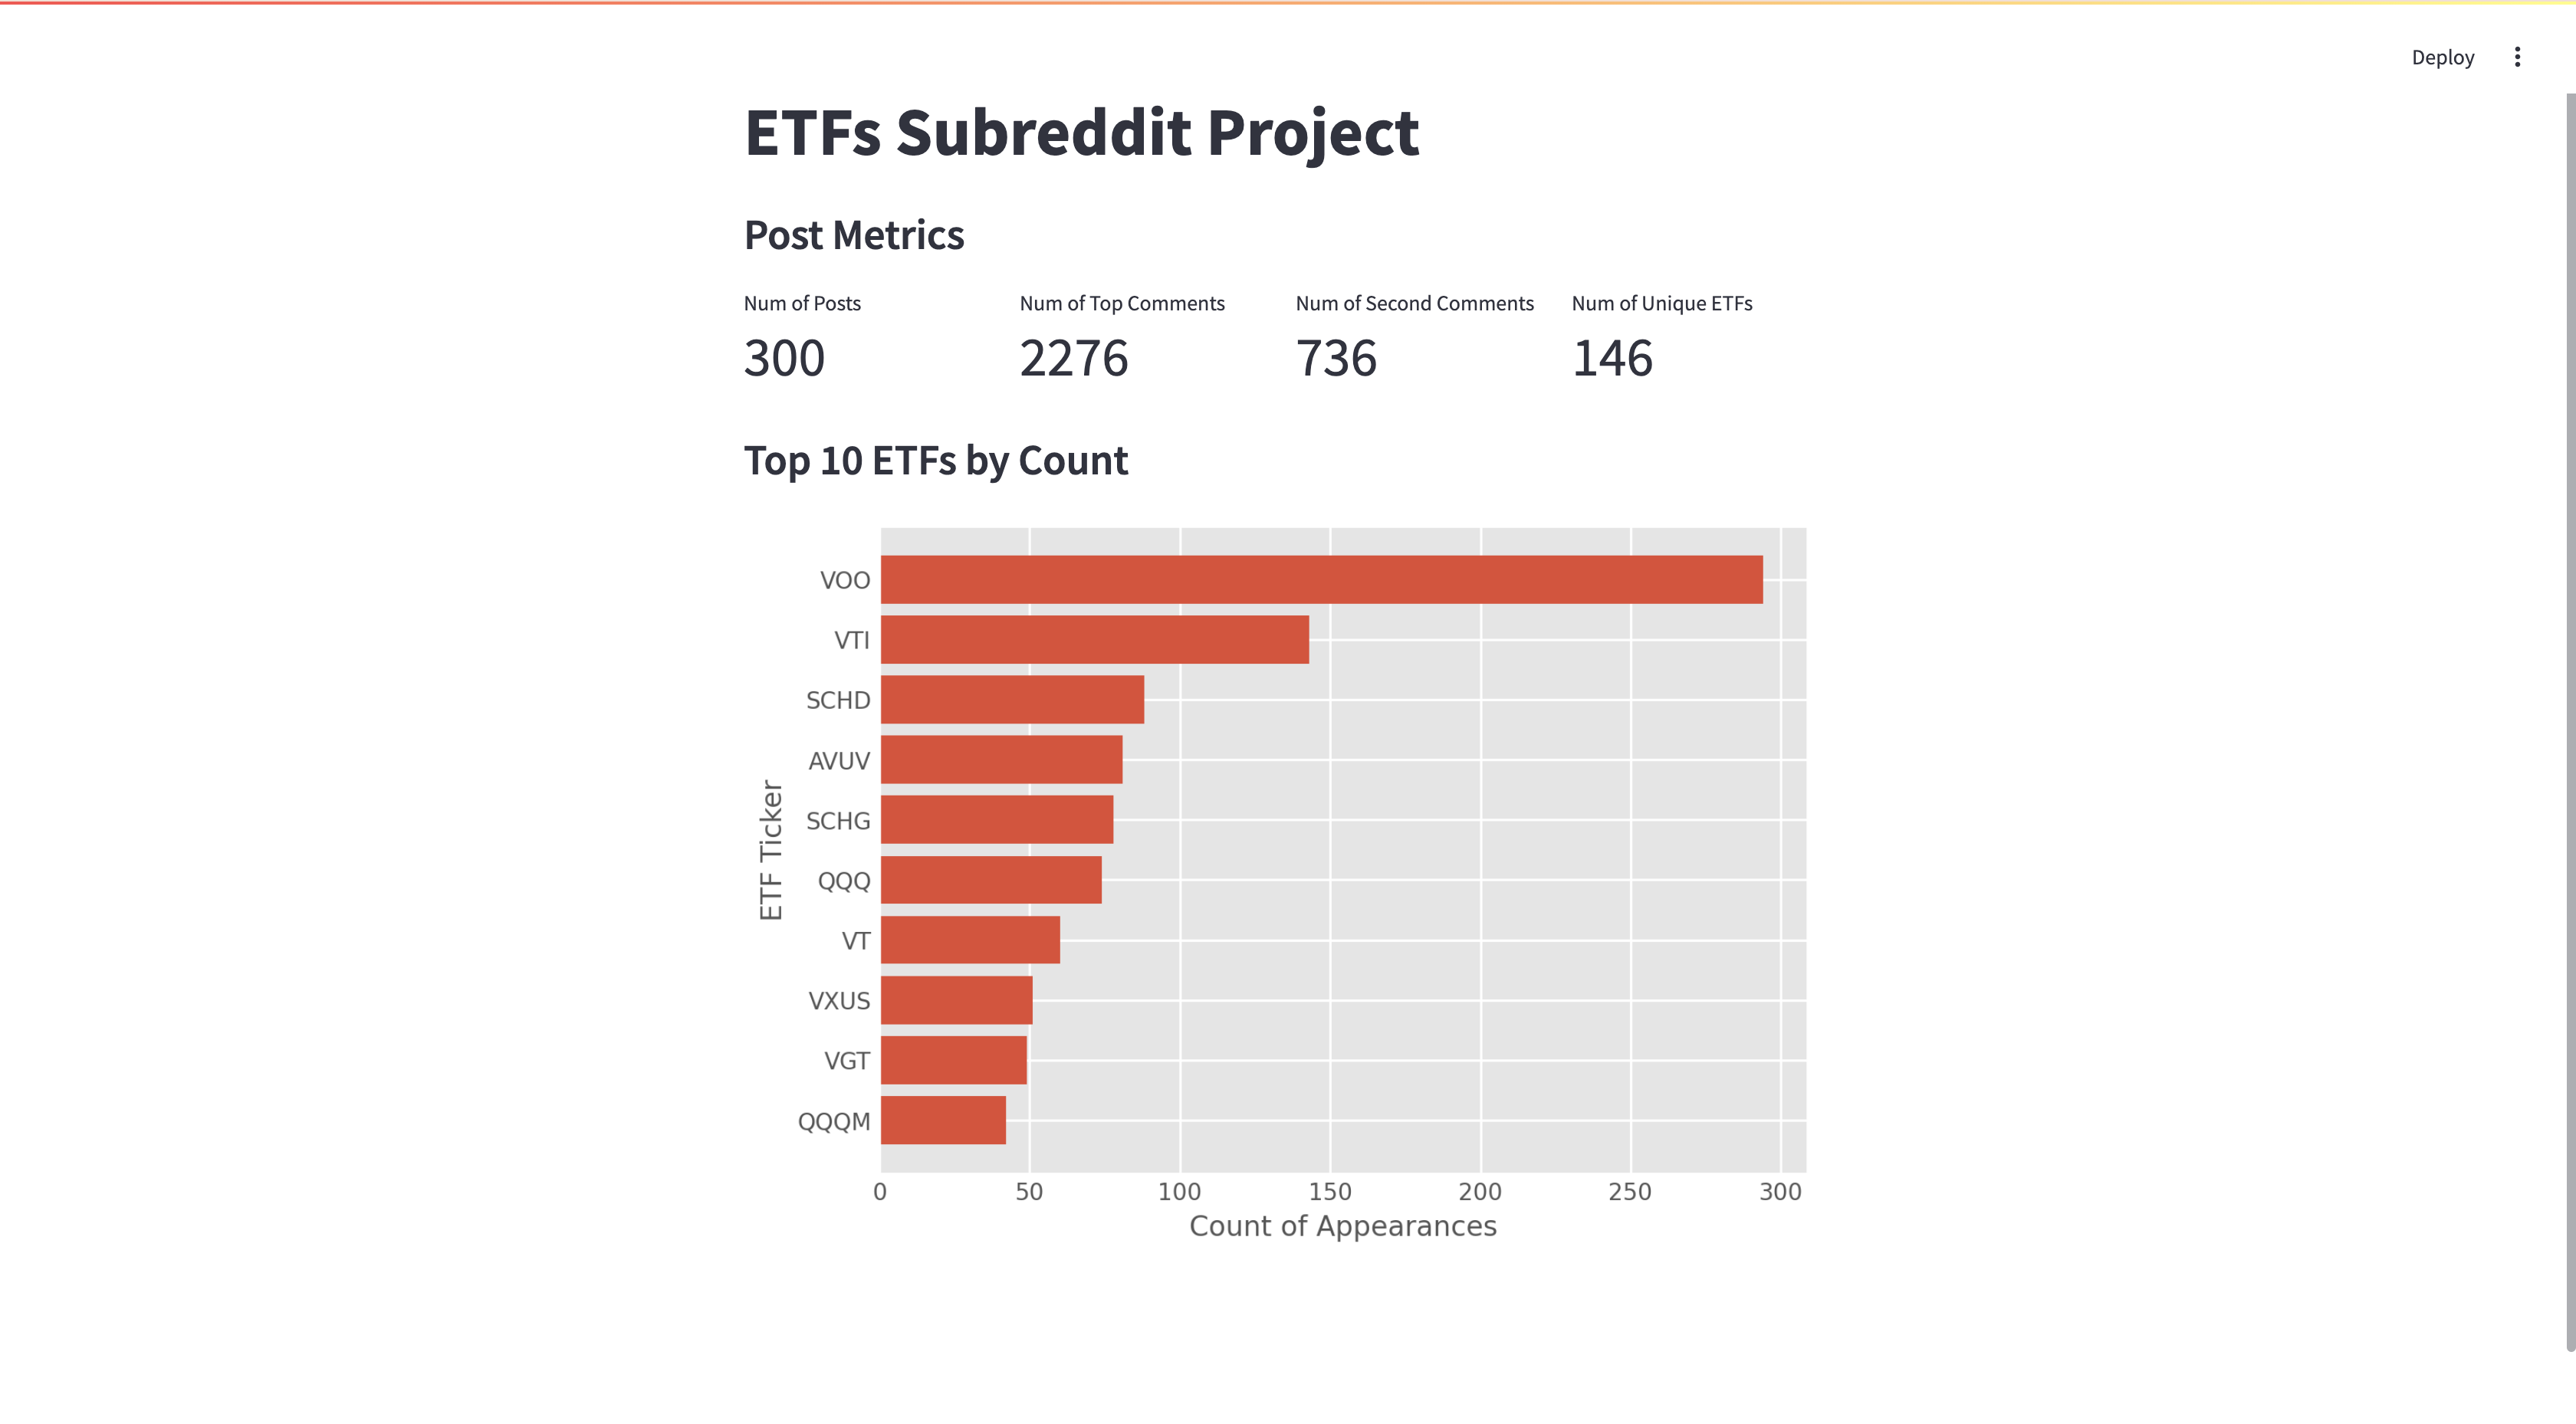 Deploy
ETFs Subreddit Project
Post Metrics
Num of Posts Num of Top Comments Num of Second Comments Num of Unique ETFs
300 2276 736 146
Top 10 ETFs by Count
VOO
VTI
SCHD
AVUV
SCHG
QQQ
VT
VXUS
VGT
QQQM
ETF Ticker
0 50 100 150 200 250 300
Count of Appearances